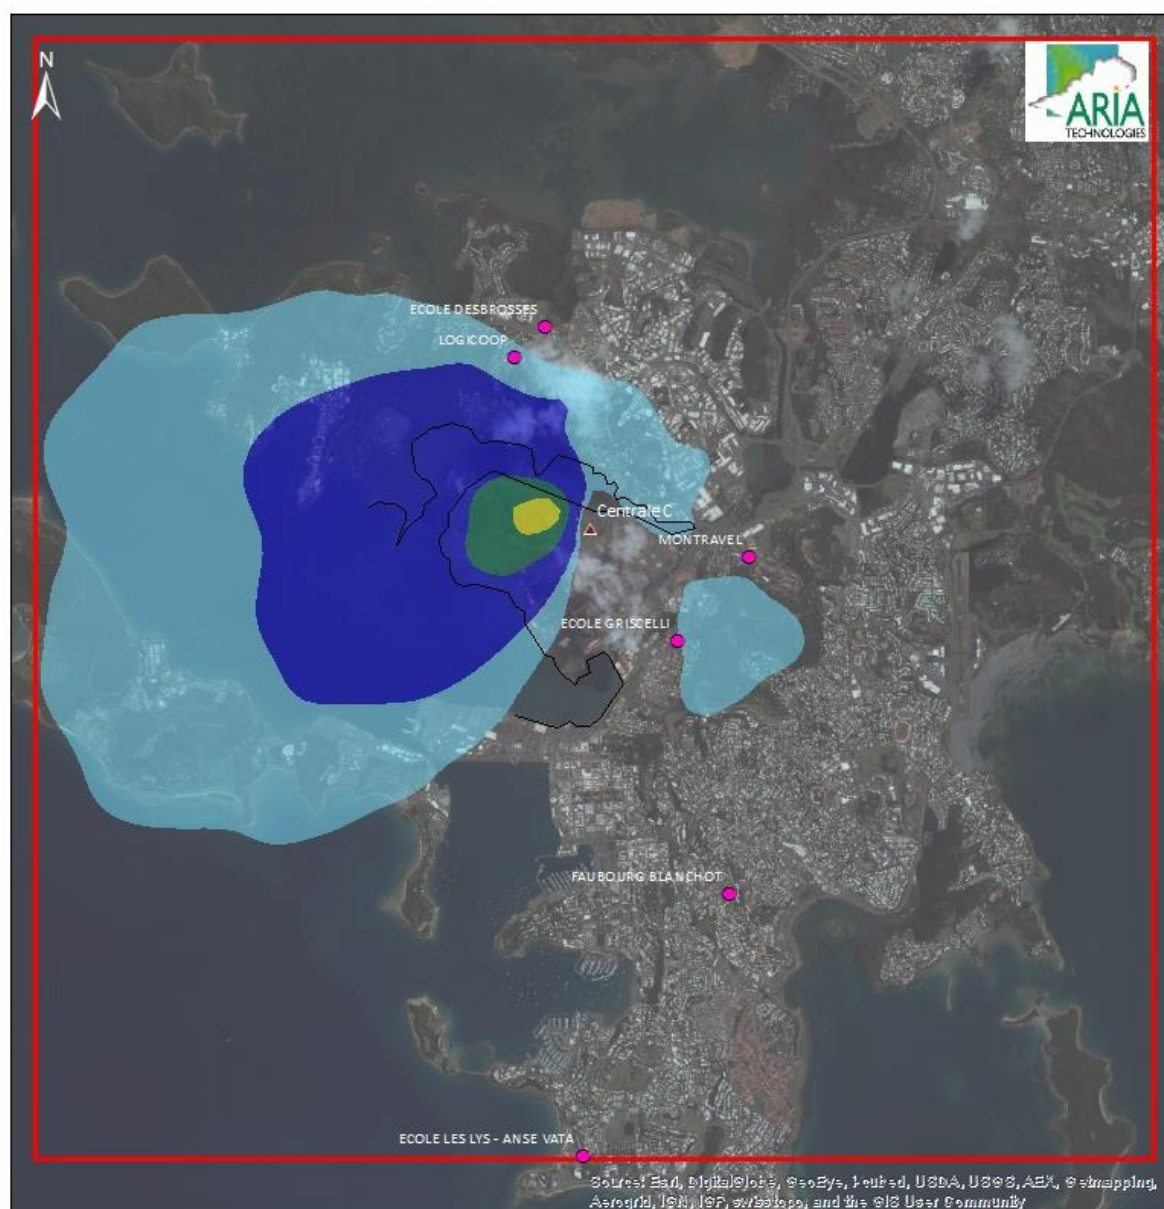 N
ARIA
TECHNOLOGIES
ECOLE DESBROSSES
LOGICOOP
Centrale C
MONTRAVEL
ECOLE GRISCELLI
FAUBOURG BLANCHOT
ECOLE LES LYS - ANSE VATA
Source: Esri, DigitalGlobe, GeoEye, i-cubed, USDA, USGS, AEX, Getmapping,
Aerogrid, IGN, IGP, swisstopo, and the GIS User Community